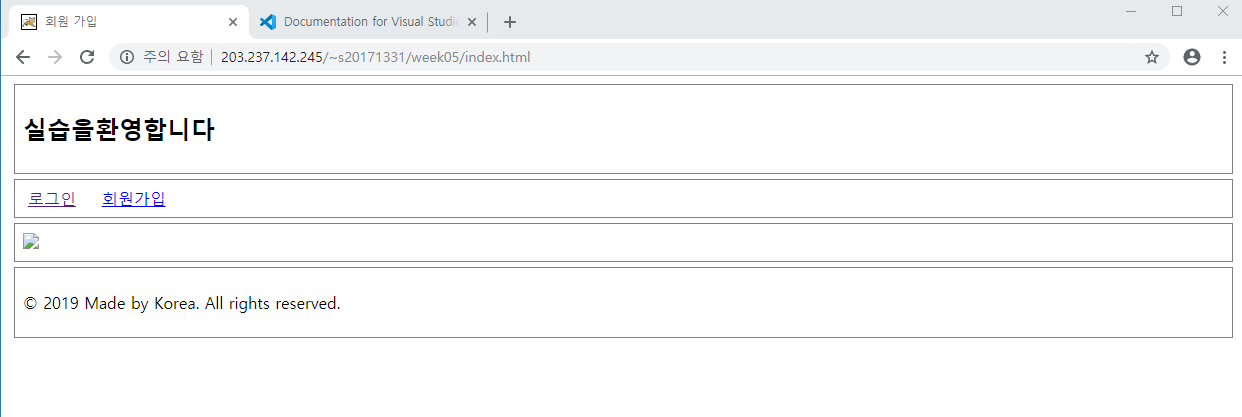 회원 가입
Documentation for Visual Studi
주의 요함 | 203.237.142.245/~s20171331/week05/index.html
실습을환영합니다
로그인 회원가입
© 2019 Made by Korea. All rights reserved.